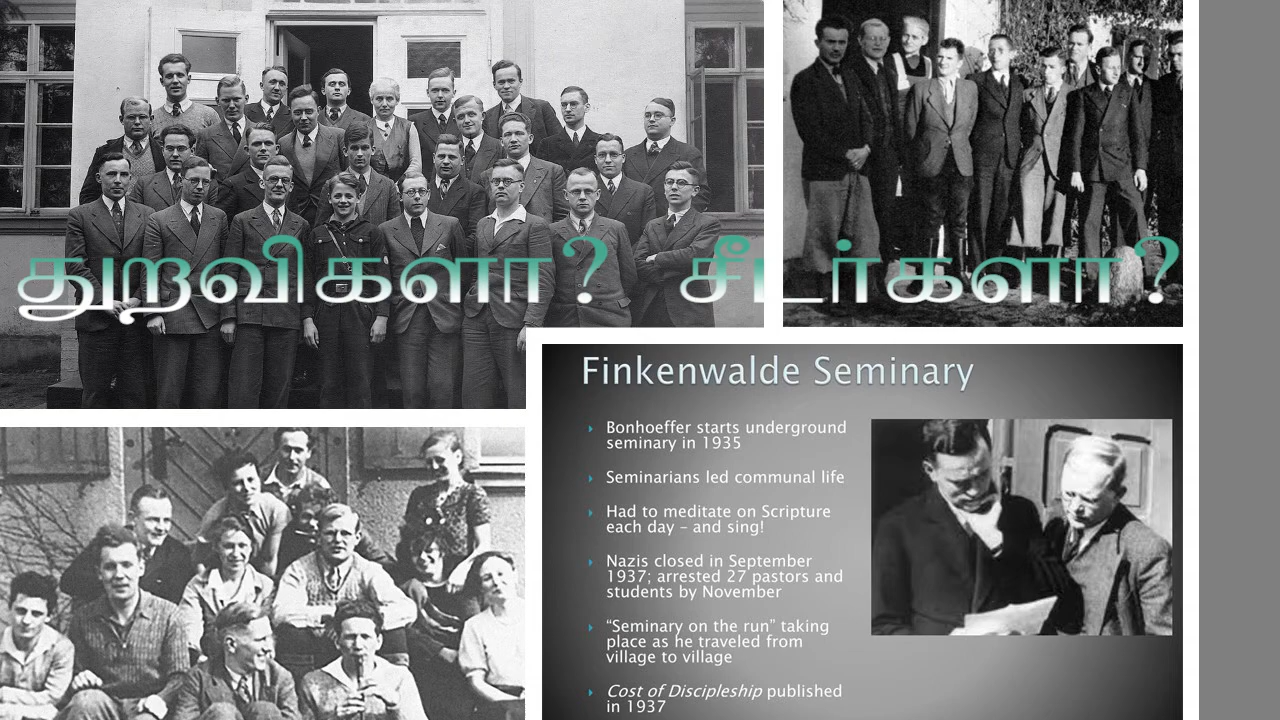 துறவிகளா? சீடர்களா?
Finkenwalde Seminary
Bonhoeffer starts underground
seminary in 1935
Seminarians led communal life
Had to meditate on Scripture
each day – and sing!
Nazis closed in September
1937; arrested 27 pastors and
students by November
“Seminary on the run” taking
place as he traveled from
village to village
Cost of Discipleship published
in 1937